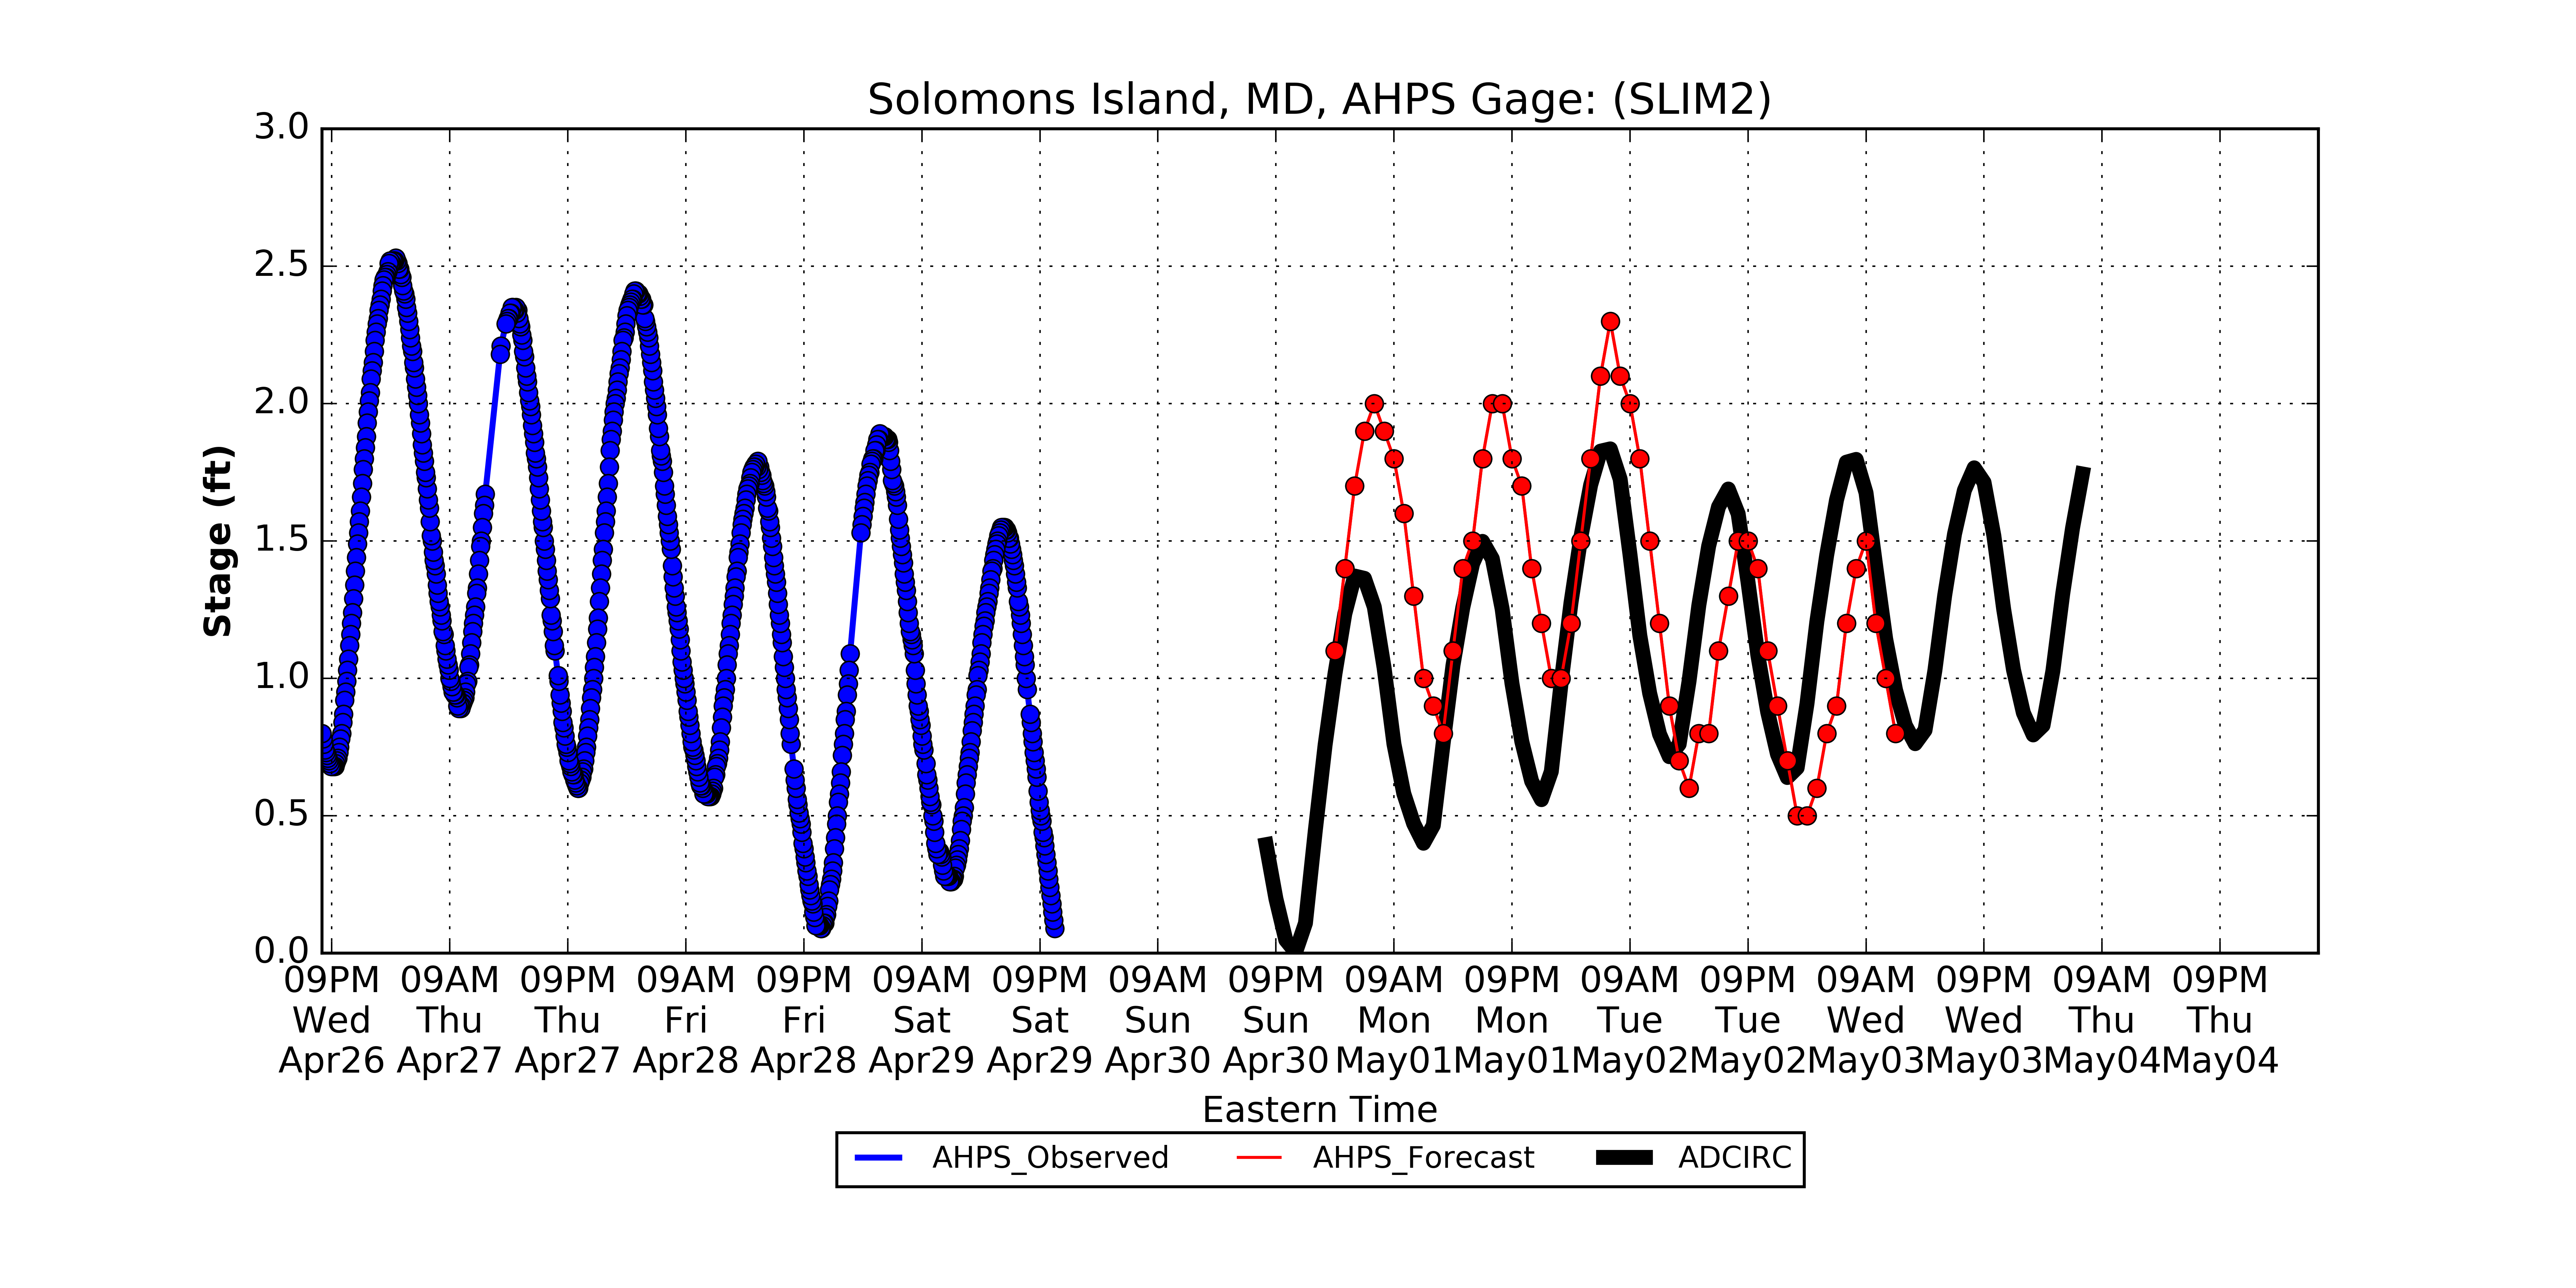 Solomons Island, MD, AHPS Gage: (SLIM2)
3.0
2.5
2.0
1.5
1.0
0.5
0.0
Stage (ft)
09PM 09AM 09PM 09AM 09PM 09AM 09PM 09AM 09PM 09AM 09PM 09AM 09PM 09AM 09PM 09AM 09PM
Wed Thu Thu Fri Fri Sat Sat Sun Sun Mon Mon Tue Tue Wed Wed Thu Thu
Apr26 Apr27 Apr27 Apr28 Apr28 Apr29 Apr29 Apr30 Apr30 May01 May01 May02 May02 May03 May03 May04 May04
Eastern Time
AHPS_Observed AHPS_Forecast ADCIRC